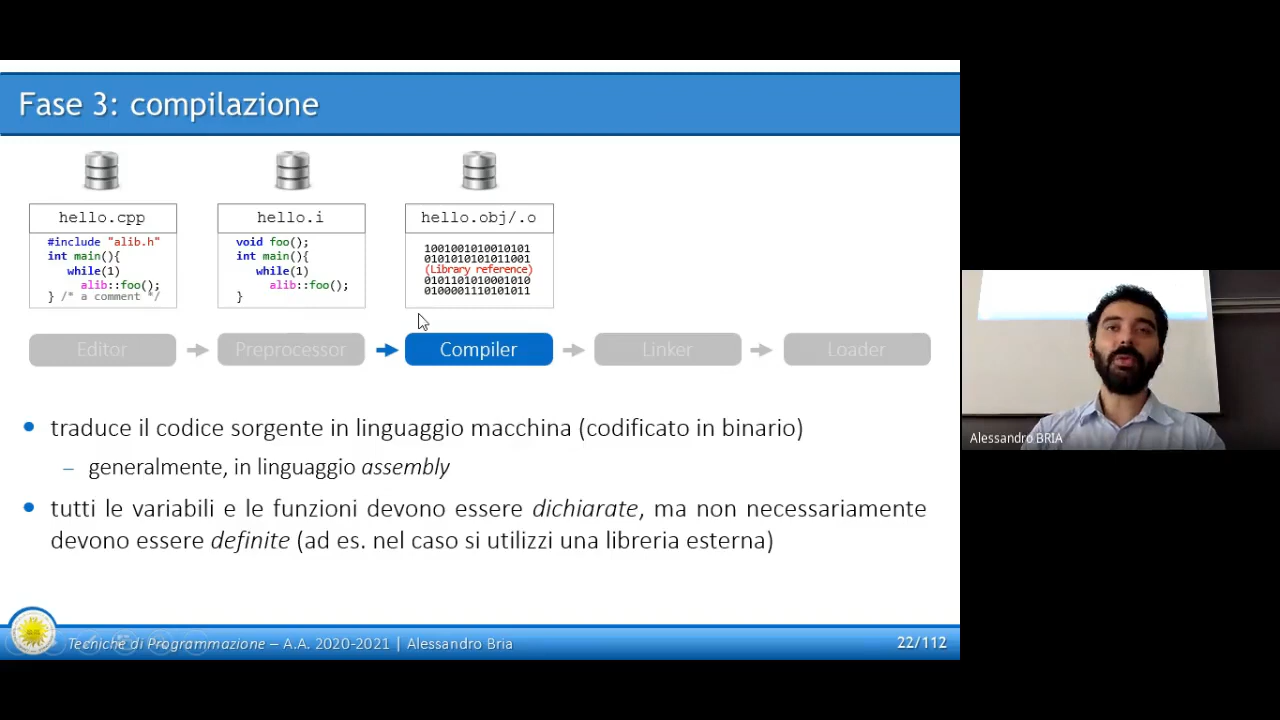 Fase 3: compilazione
hello.cpp
#include "alib.h"
int main(){
while(1)
alib::foo();
} /* a comment */
hello.i
void foo();
int main(){
while(1)
alib::foo();
}
hello.obj/.o
1001001010010101
0101010101011001
(Library reference)
0101101010001010
0100001110101011
Editor
Preprocessor
Compiler
Linker
Loader
traduce il codice sorgente in linguaggio macchina (codificato in binario)
– generalmente, in linguaggio assembly
tutti le variabili e le funzioni devono essere dichiarate, ma non necessariamente
devono essere definite (ad es. nel caso si utilizzi una libreria esterna)
Tecniche di Programmazione – A.A. 2020-2021 | Alessandro Bria
22/112
Alessandro BRIA